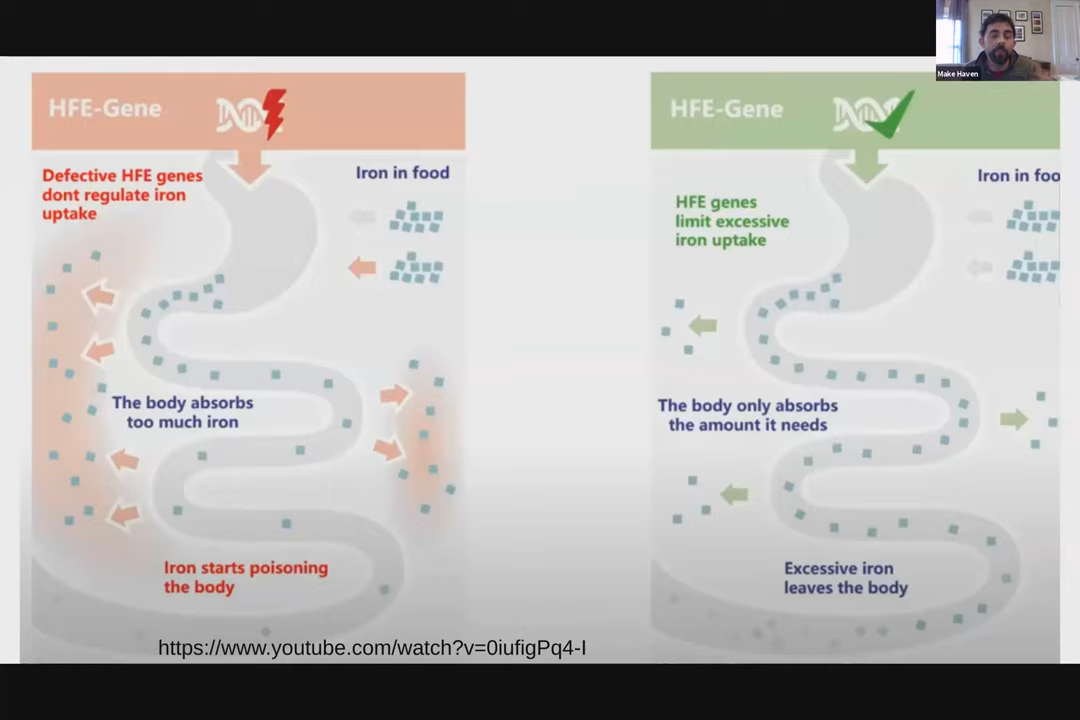 Make Haven
HFE-Gene
Defective HFE genes
dont regulate iron
uptake
Iron in food
The body absorbs
too much iron
Iron starts poisoning
the body
HFE-Gene
HFE genes
limit excessive
iron uptake
Iron in foo
The body only absorbs
the amount it needs
Excessive iron
leaves the body
https://www.youtube.com/watch?v=0iufigPq4-I